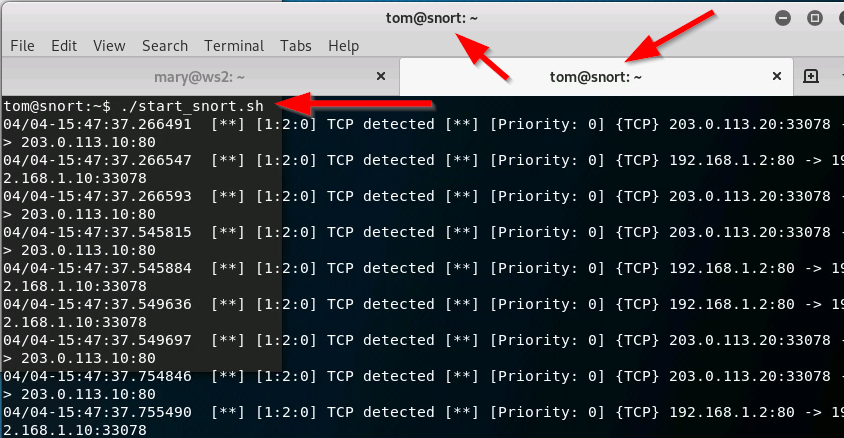 tom@snort: ~
File Edit View Search Terminal Tabs Help
mary@ws2: ~ × tom@snort: ~ ×
tom@snort:~$ ./start_snort.sh
04/04-15:47:37.266491  [**] [1:2:0] TCP detected [**] [Priority: 0] {TCP} 203.0.113.20:33078 -
> 203.0.113.10:80
04/04-15:47:37.266547  [**] [1:2:0] TCP detected [**] [Priority: 0] {TCP} 192.168.1.2:80 -> 19
2.168.1.10:33078
04/04-15:47:37.266593  [**] [1:2:0] TCP detected [**] [Priority: 0] {TCP} 203.0.113.20:33078 -
> 203.0.113.10:80
04/04-15:47:37.545815  [**] [1:2:0] TCP detected [**] [Priority: 0] {TCP} 203.0.113.20:33078 -
> 203.0.113.10:80
04/04-15:47:37.545884  [**] [1:2:0] TCP detected [**] [Priority: 0] {TCP} 192.168.1.2:80 -> 19
2.168.1.10:33078
04/04-15:47:37.549636  [**] [1:2:0] TCP detected [**] [Priority: 0] {TCP} 192.168.1.2:80 -> 19
2.168.1.10:33078
04/04-15:47:37.549697  [**] [1:2:0] TCP detected [**] [Priority: 0] {TCP} 203.0.113.20:33078 -
> 203.0.113.10:80
04/04-15:47:37.754846  [**] [1:2:0] TCP detected [**] [Priority: 0] {TCP} 203.0.113.20:33078 -
> 203.0.113.10:80
04/04-15:47:37.755490  [**] [1:2:0] TCP detected [**] [Priority: 0] {TCP} 192.168.1.2:80 -> 19
2.168.1.10:33078